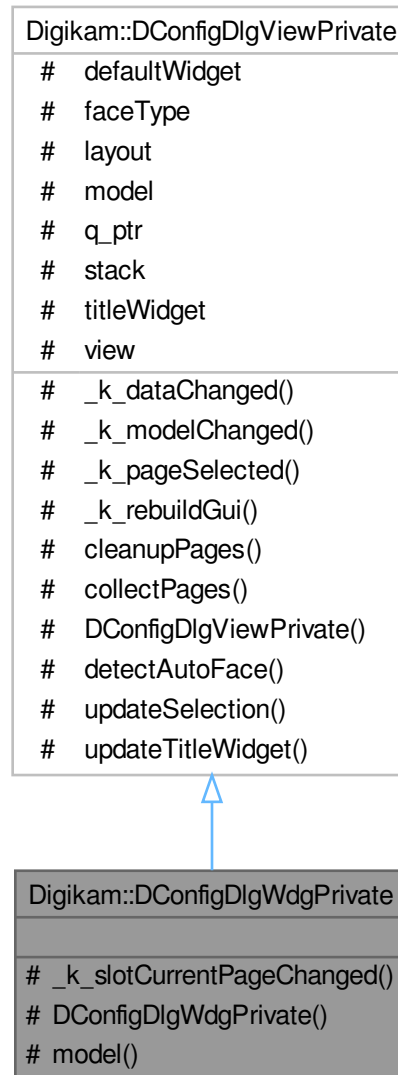 Digikam::DConfigDlgViewPrivate
# defaultWidget
# faceType
# layout
# model
# q_ptr
# stack
# titleWidget
# view
# _k_dataChanged()
# _k_modelChanged()
# _k_pageSelected()
# _k_rebuildGui()
# cleanupPages()
# collectPages()
# DConfigDlgViewPrivate()
# detectAutoFace()
# updateSelection()
# updateTitleWidget()
Digikam::DConfigDlgWdgPrivate
# _k_slotCurrentPageChanged()
# DConfigDlgWdgPrivate()
# model()